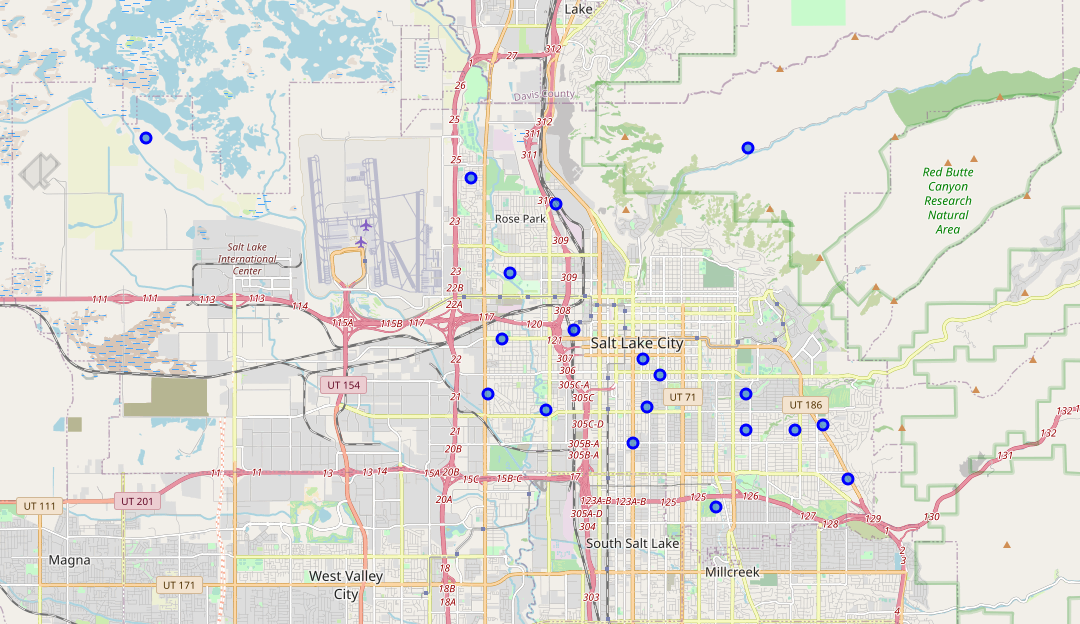 Lake
27
312
1
26
Davis County
25
312
311
25
311
Red Butte
Canyon
Research
Natural
Area
Rose Park
23
309
Salt Lake
International
Center
23
309
22B
111
111
113
113
114
22A
308
115A
115B
117
117
120
121
Salt Lake City
22
307
306
UT 154
305C-A
305C
21
UT 71
UT 186
132
132
305C-D
21
305B-A
305B-A
20B
131
11
11
13
13
14
15A
20B
15C
15B-C
17
UT 201
UT 111
20A
123A-B
123A-B
125
125
126
305A-D
127
128
129
130
304
1
South Salt Lake
2
3
Magna
West Valley
City
18
Millcreek
UT 171
18B
18A
303
4